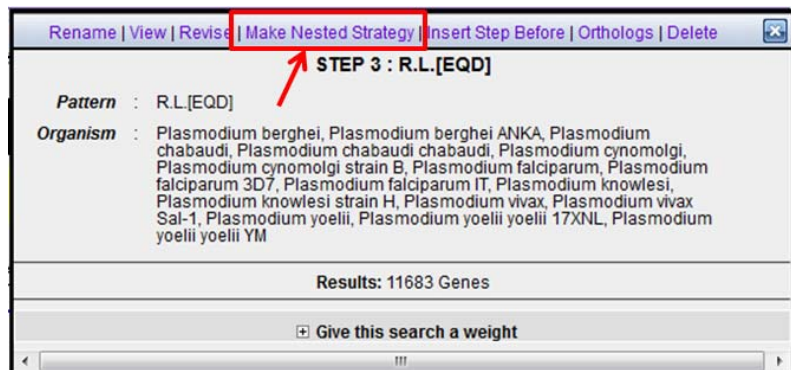 Rename | View | Revise | Make Nested Strategy | Insert Step Before | Orthologs | Delete
STEP 3 : R.L.[EQD]
Pattern : R.L.[EQD]
Organism : Plasmodium berghei, Plasmodium berghei ANKA, Plasmodium
chabaudi, Plasmodium chabaudi chabaudi, Plasmodium cynomolgi,
Plasmodium cynomolgi strain B, Plasmodium falciparum, Plasmodium
falciparum 3D7, Plasmodium falciparum IT, Plasmodium knowlesi,
Plasmodium knowlesi strain H, Plasmodium vivax, Plasmodium vivax
Sal-1, Plasmodium yoelii, Plasmodium yoelii yoelii 17XNL, Plasmodium
yoelii yoelii YM
Results: 11683 Genes
Give this search a weight